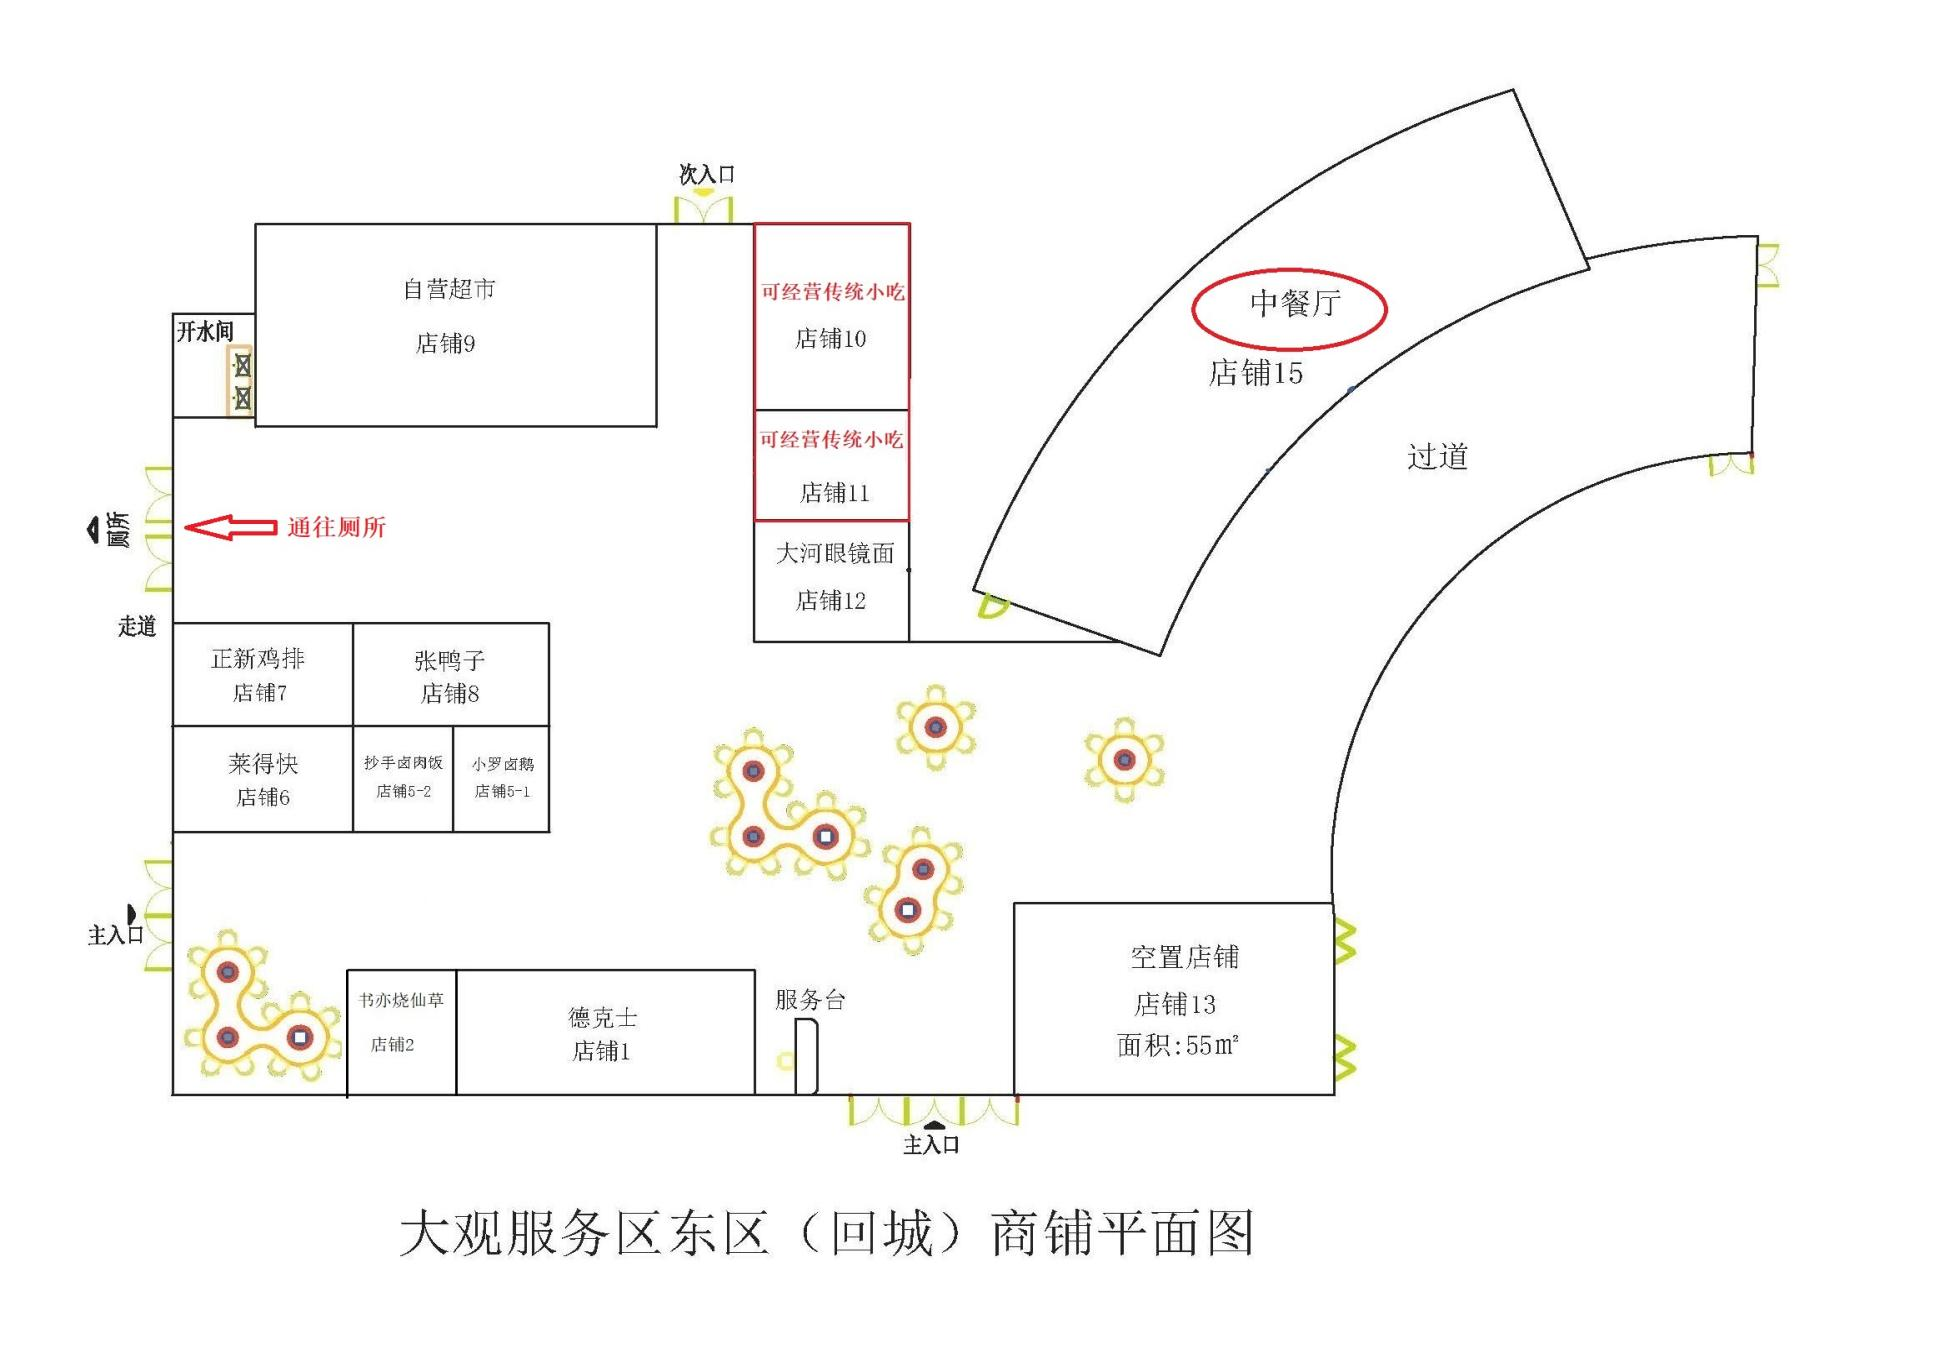 次入口
自营超市
店铺9
可经营传统小吃
店铺10
中餐厅
店铺15
开水间
可经营传统小吃
店铺11
过道
厕所
通往厕所
大河眼镜面
店铺12
走道
正新鸡排
店铺7
张鸭子
店铺8
莱得快
店铺6
抄手卤肉饭
店铺5-2
小罗卤鹅
店铺5-1
主入口
书亦烧仙草
店铺2
德克士
店铺1
服务台
空置店铺
店铺13
面积:55㎡
主入口
大观服务区东区（回城）商铺平面图